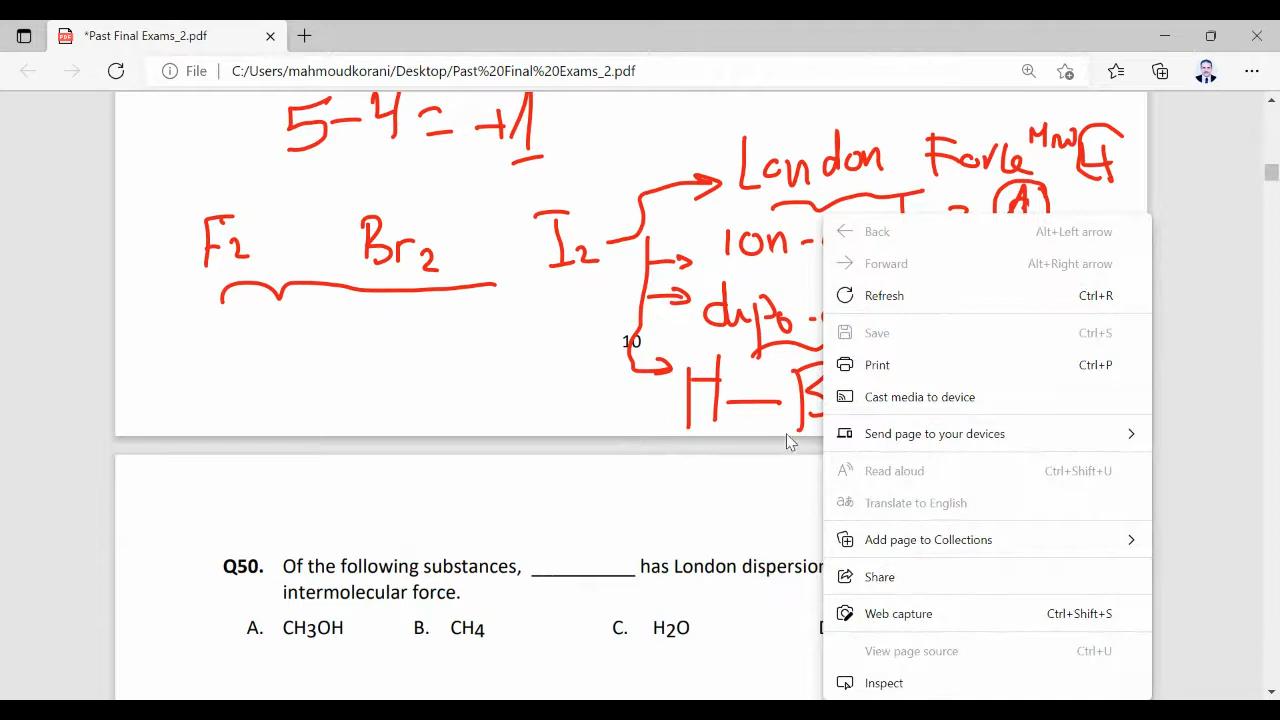 *Past Final Exams_2.pdf
File C:/Users/mahmoudkorani/Desktop/Past%20Final%20Exams_2.pdf
5-4=+1
London Force Mw
F2 Br2 I2
A
ion -
dipo -
10
H — B
Back Alt+Left arrow
Forward Alt+Right arrow
Refresh Ctrl+R
Save Ctrl+S
Print Ctrl+P
Cast media to device
Send page to your devices
Read aloud Ctrl+Shift+U
Translate to English
Add page to Collections
Share
Web capture Ctrl+Shift+S
View page source Ctrl+U
Inspect
Q50. Of the following substances, __________ has London dispersion
intermolecular force.
A. CH3OH B. CH4 C. H2O